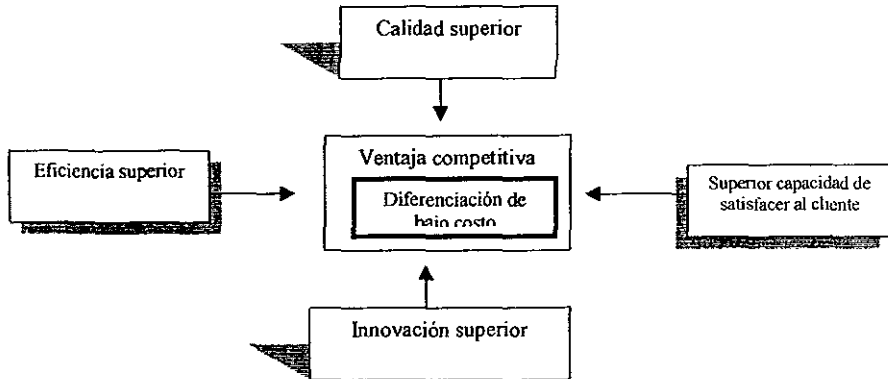 Calidad superior
Eficiencia superior
Ventaja competitiva
Diferenciación de
bajo costo
Superior capacidad de
satisfacer al cliente
Innovación superior